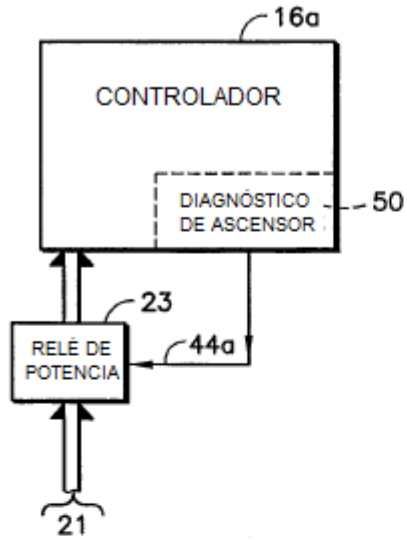 16a
CONTROLADOR
DIAGNÓSTICO
DE ASCENSOR
50
23
RELÉ DE
POTENCIA
44a
21